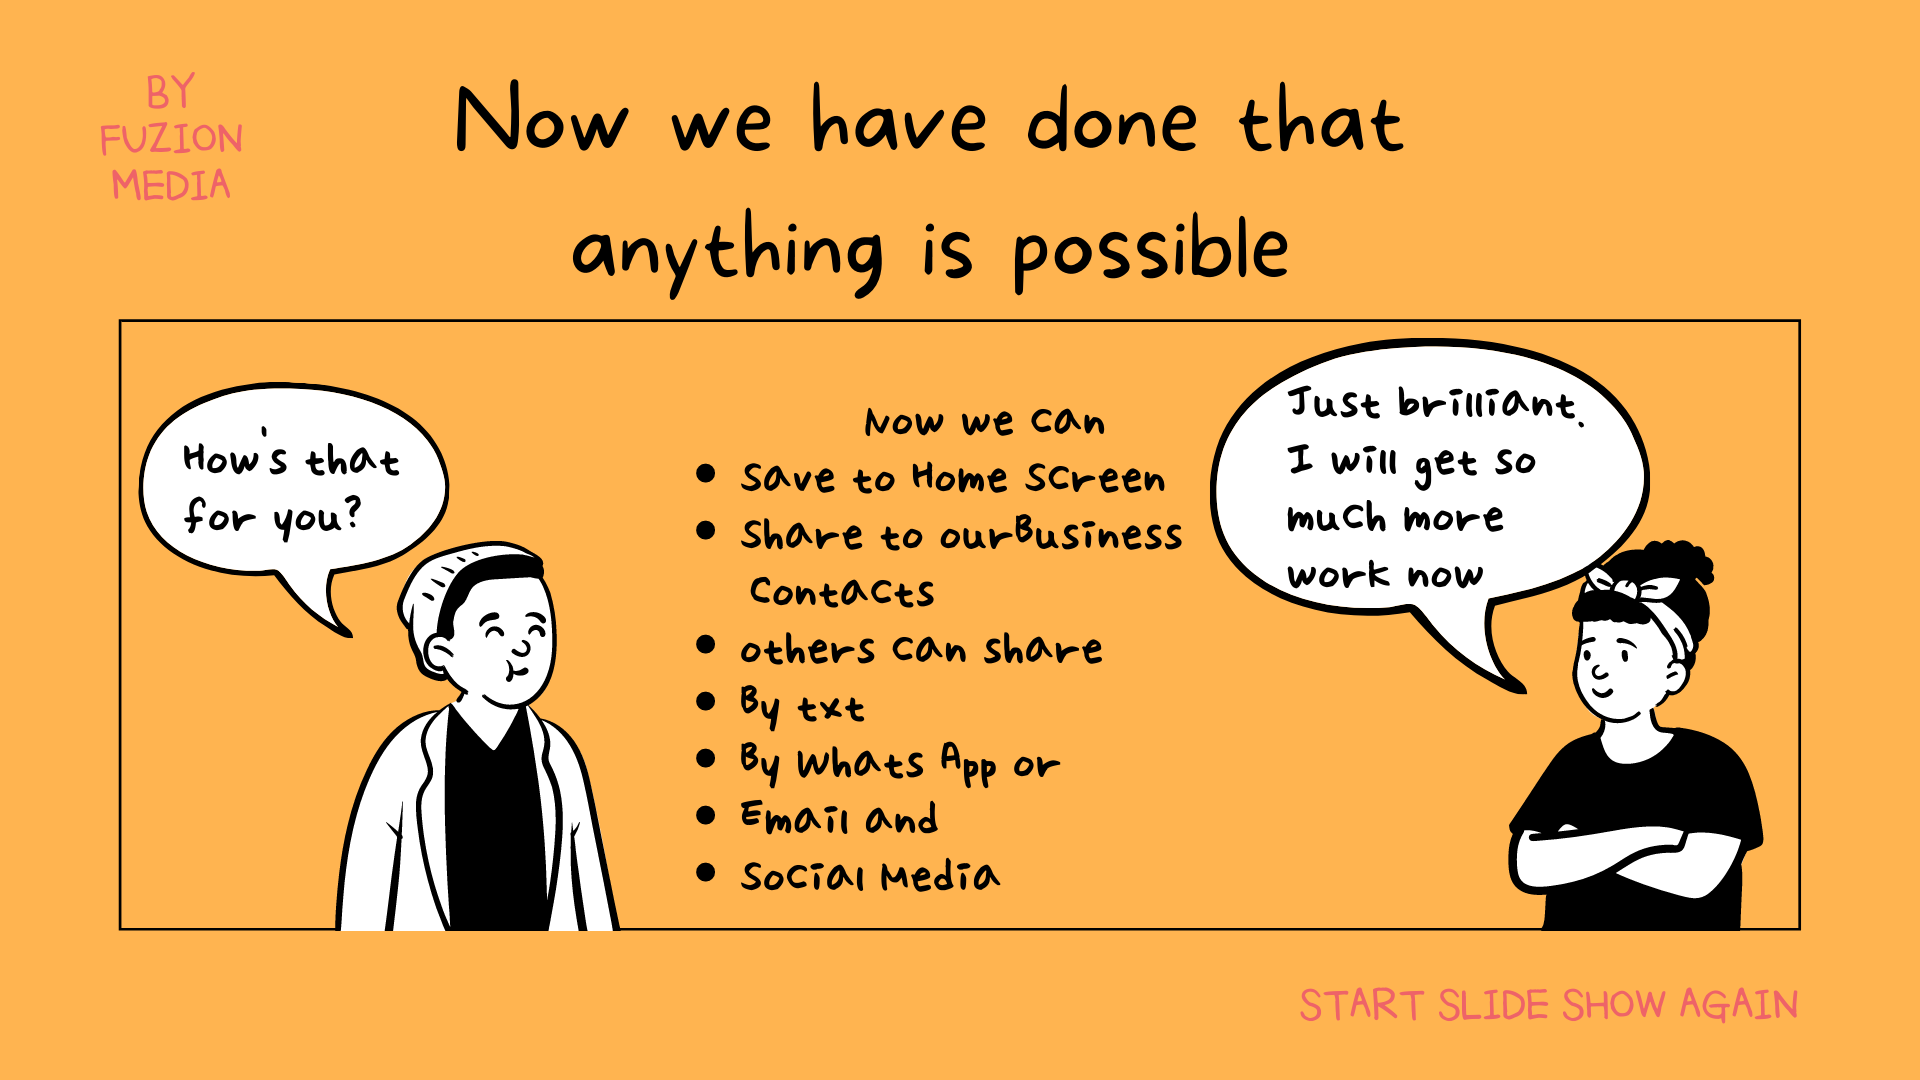 BY
FUZION
MEDIA
Now we have done that
anything is possible
How's that
for you?
Now we can
• Save to Home Screen
• Share to ourBusiness
Contacts
• others can share
• By txt
• By Whats App or
• Email and
• Social Media
Just brilliant.
I will get so
much more
work now
START SLIDE SHOW AGAIN